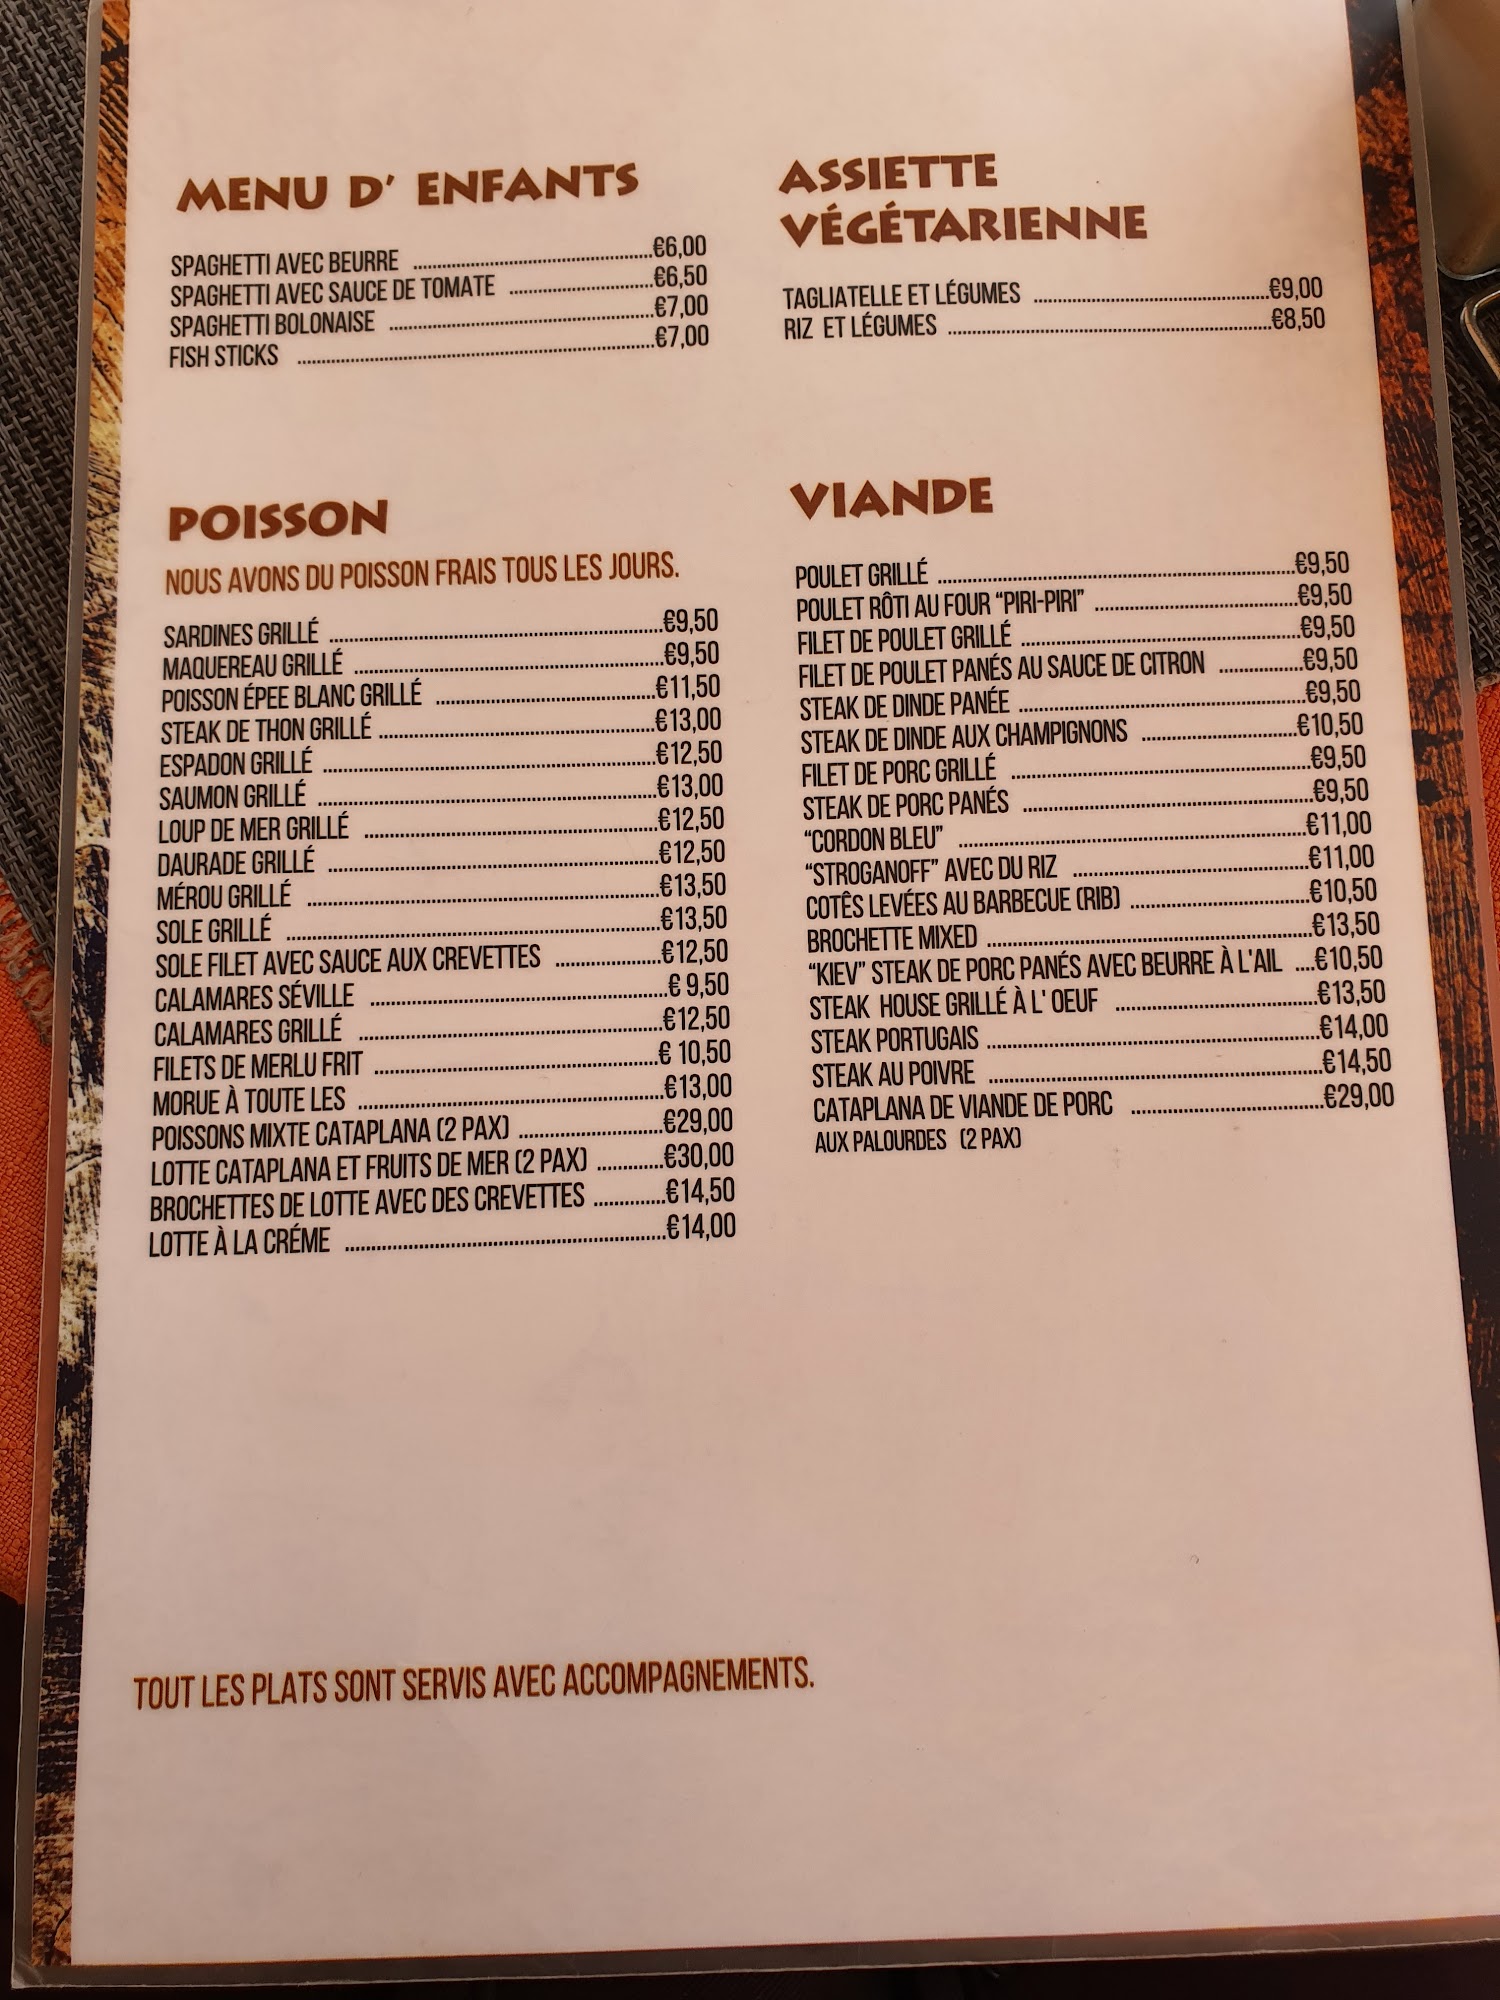 MENU D' ENFANTS
SPAGHETTI AVEC BEURRE ........ €6,00
SPAGHETTI AVEC SAUCE DE TOMATE ........ €6,50
SPAGHETTI BOLONAISE ........ €7,00
FISH STICKS ........ €7,00
ASSIETTE
VÉGÉTARIENNE
TAGLIATELLE ET LÉGUMES ........ €9,00
RIZ ET LÉGUMES ........ €8,50
POISSON
NOUS AVONS DU POISSON FRAIS TOUS LES JOURS.
SARDINES GRILLÉ ........ €9,50
MAQUEREAU GRILLÉ ........ €9,50
POISSON ÉPEE BLANC GRILLÉ ........ €11,50
STEAK DE THON GRILLÉ ........ €13,00
ESPADON GRILLÉ ........ €12,50
SAUMON GRILLÉ ........ €13,00
LOUP DE MER GRILLÉ ........ €12,50
DAURADE GRILLÉ ........ €12,50
MÉROU GRILLÉ ........ €13,50
SOLE GRILLÉ ........ €13,50
SOLE FILET AVEC SAUCE AUX CREVETTES ........ €12,50
CALAMARES SÉVILLE ........ € 9,50
CALAMARES GRILLÉ ........ €12,50
FILETS DE MERLU FRIT ........ € 10,50
MORUE À TOUTE LES ........ €13,00
POISSONS MIXTE CATAPLANA (2 PAX) ........ €29,00
LOTTE CATAPLANA ET FRUITS DE MER (2 PAX) ........ €30,00
BROCHETTES DE LOTTE AVEC DES CREVETTES ........ €14,50
LOTTE À LA CRÉME ........ €14,00
VIANDE
POULET GRILLÉ ........ €9,50
POULET RÔTI AU FOUR “PIRI-PIRI” ........ €9,50
FILET DE POULET GRILLÉ ........ €9,50
FILET DE POULET PANÉS AU SAUCE DE CITRON ........ €9,50
STEAK DE DINDE PANÉE ........ €9,50
STEAK DE DINDE AUX CHAMPIGNONS ........ €10,50
FILET DE PORC GRILLÉ ........ €9,50
STEAK DE PORC PANÉS ........ €9,50
“CORDON BLEU” ........ €11,00
“STROGANOFF” AVEC DU RIZ ........ €11,00
COTÊS LEVÉES AU BARBECUE (RIB) ........ €10,50
BROCHETTE MIXED ........ €13,50
“KIEV” STEAK DE PORC PANÉS AVEC BEURRE À L'AIL .... €10,50
STEAK HOUSE GRILLÉ À L' OEUF ........ €13,50
STEAK PORTUGAIS ........ €14,00
STEAK AU POIVRE ........ €14,50
CATAPLANA DE VIANDE DE PORC ........ €29,00
AUX PALOURDES (2 PAX)
TOUT LES PLATS SONT SERVIS AVEC ACCOMPAGNEMENTS.